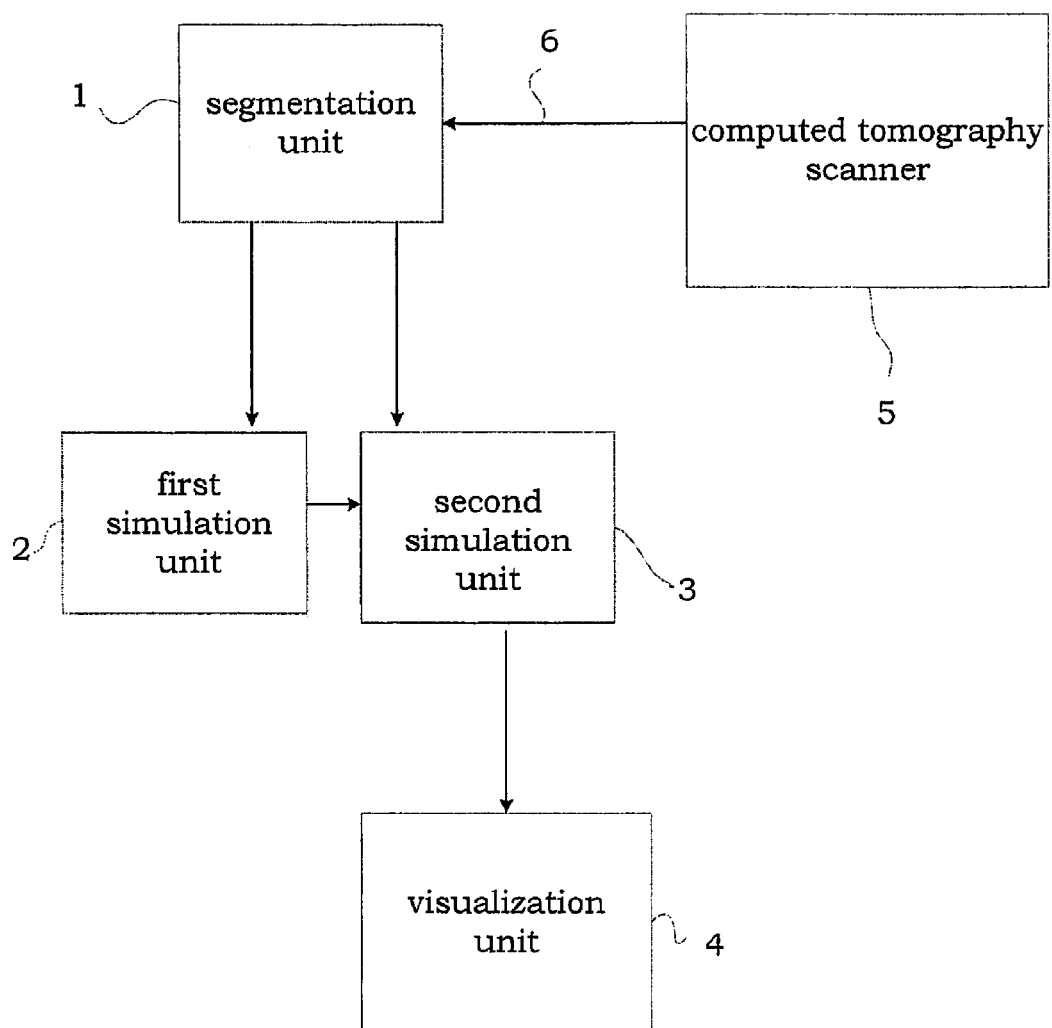 6
1
segmentation
unit
computed tomography
scanner
5
first
simulation
unit
2
second
simulation
unit
3
visualization
unit
4